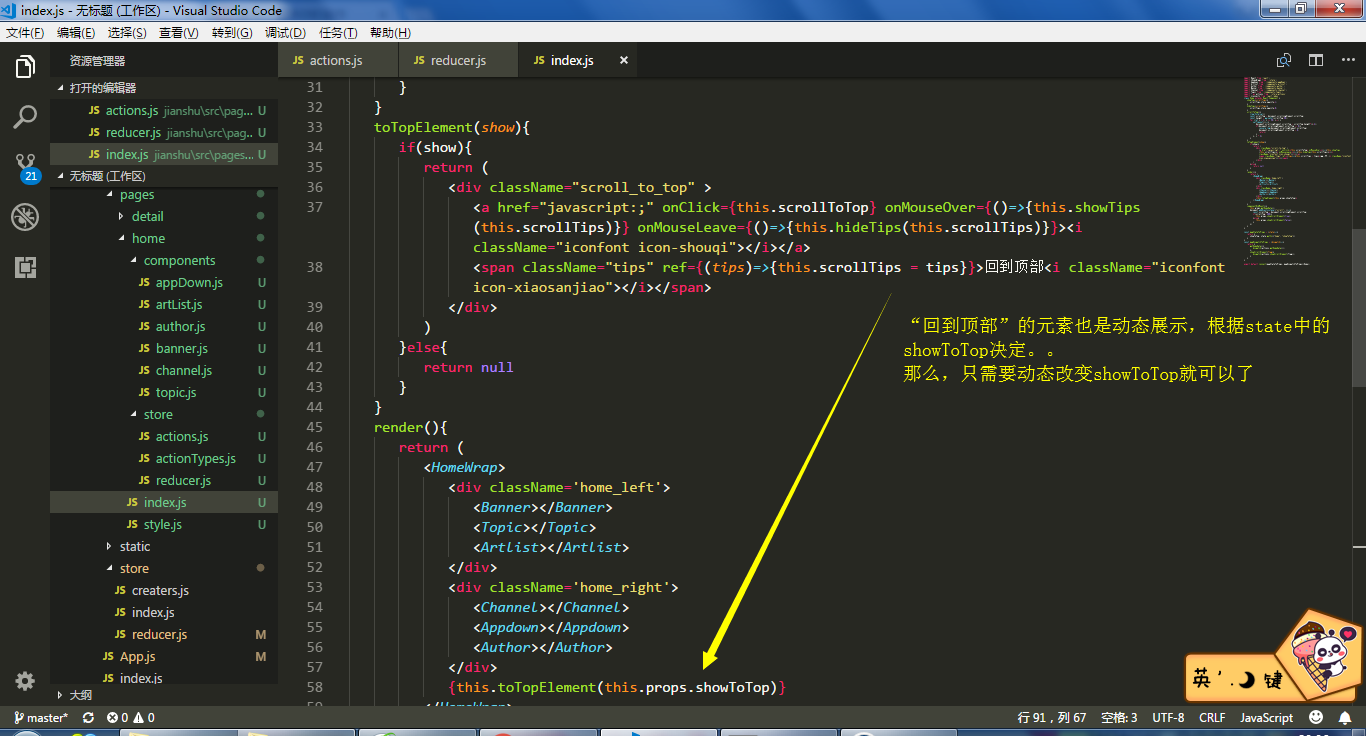 index.js - 无标题 (工作区) - Visual Studio Code
文件(F) 编辑(E) 选择(S) 查看(V) 转到(G) 调试(D) 任务(T) 帮助(H)
资源管理器
JS actions.js
JS reducer.js
JS index.js ×
打开的编辑器
JS actions.js jianshu\src\pag... U
JS reducer.js jianshu\src\pag... U
JS index.js jianshu\src\pages... U
21
无标题 (工作区)
pages
detail
home
components
JS appDown.js U
JS artList.js U
JS author.js U
JS banner.js U
JS channel.js U
JS topic.js U
store
JS actions.js U
JS actionTypes.js U
JS reducer.js U
JS index.js U
JS style.js U
static
store
JS creaters.js
JS index.js
JS reducer.js M
JS App.js M
JS index.js
大纲
31 }
32 }
33 toTopElement(show){
34 if(show){
35 return (
36 <div className="scroll_to_top" >
37 <a href="javascript:;" onClick={this.scrollToTop} onMouseOver={()=>{this.showTips
(this.scrollTips)}} onMouseLeave={()=>{this.hideTips(this.scrollTips)}}><i
className="iconfont icon-shouqi"></i></a>
38 <span className="tips" ref={(tips)=>{this.scrollTips = tips}}>回到顶部<i className="iconfont
icon-xiaosanjiao"></i></span>
39 </div>
40 )
41 }else{
42 return null
43 }
44 }
45 render(){
46 return (
47 <HomeWrap>
48 <div className='home_left'>
49 <Banner></Banner>
50 <Topic></Topic>
51 <Artlist></Artlist>
52 </div>
53 <div className='home_right'>
54 <Channel></Channel>
55 <Appdown></Appdown>
56 <Author></Author>
57 </div>
58 {this.toTopElement(this.props.showToTop)}
59 </HomeWrap>
“回到顶部”的元素也是动态展示，根据state中的
showToTop决定。。
那么，只需要动态改变showToTop就可以了
英 ' . 键
master* 0 0
行 91，列 67 空格: 3 UTF-8 CRLF JavaScript